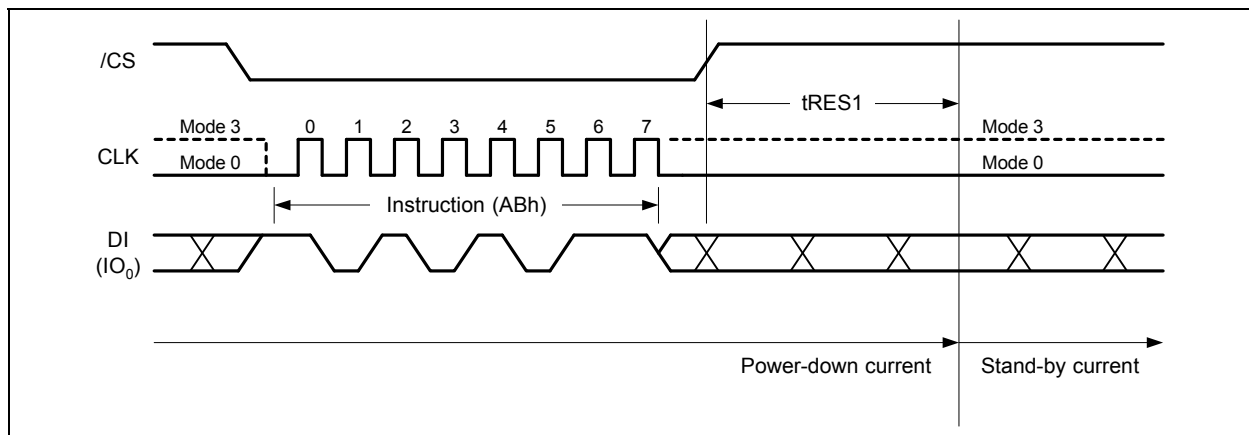 /CS
tRES1
Mode 3
0 1 2 3 4 5 6 7
Mode 3
CLK
Mode 0
Mode 0
Instruction (ABh)
DI
(IO₀)
Power-down current
Stand-by current